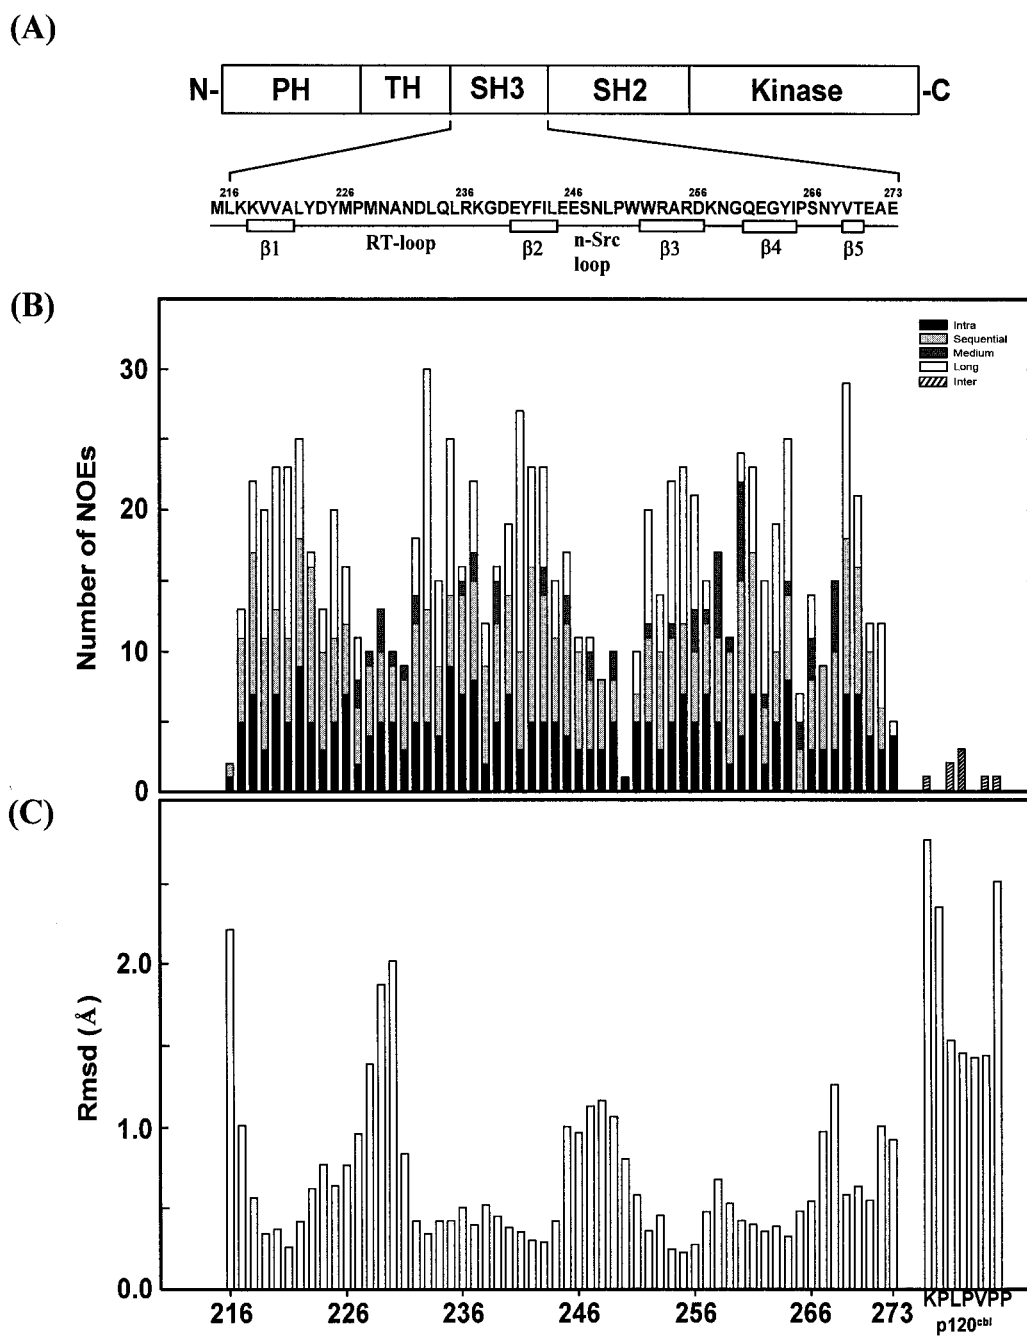 (A)
N- PH TH SH3 SH2 Kinase -C
216 226 236 246 266 266 273
MLKKVVALYDYMPMNANDLQLRKGDEYFILEESNLPWWRARDKNGQEGYIPSNYVTEAE
β1 RT-loop β2 n-Src loop β3 β4 β5
(B)
Number of NOEs
30
20
10
0
Intra
Sequential
Medium
Long
Inter
(C)
Rmsd (Å)
2.0
1.0
0.0
216 226 236 246 256 266 273
KPLPVPP
p120cbl